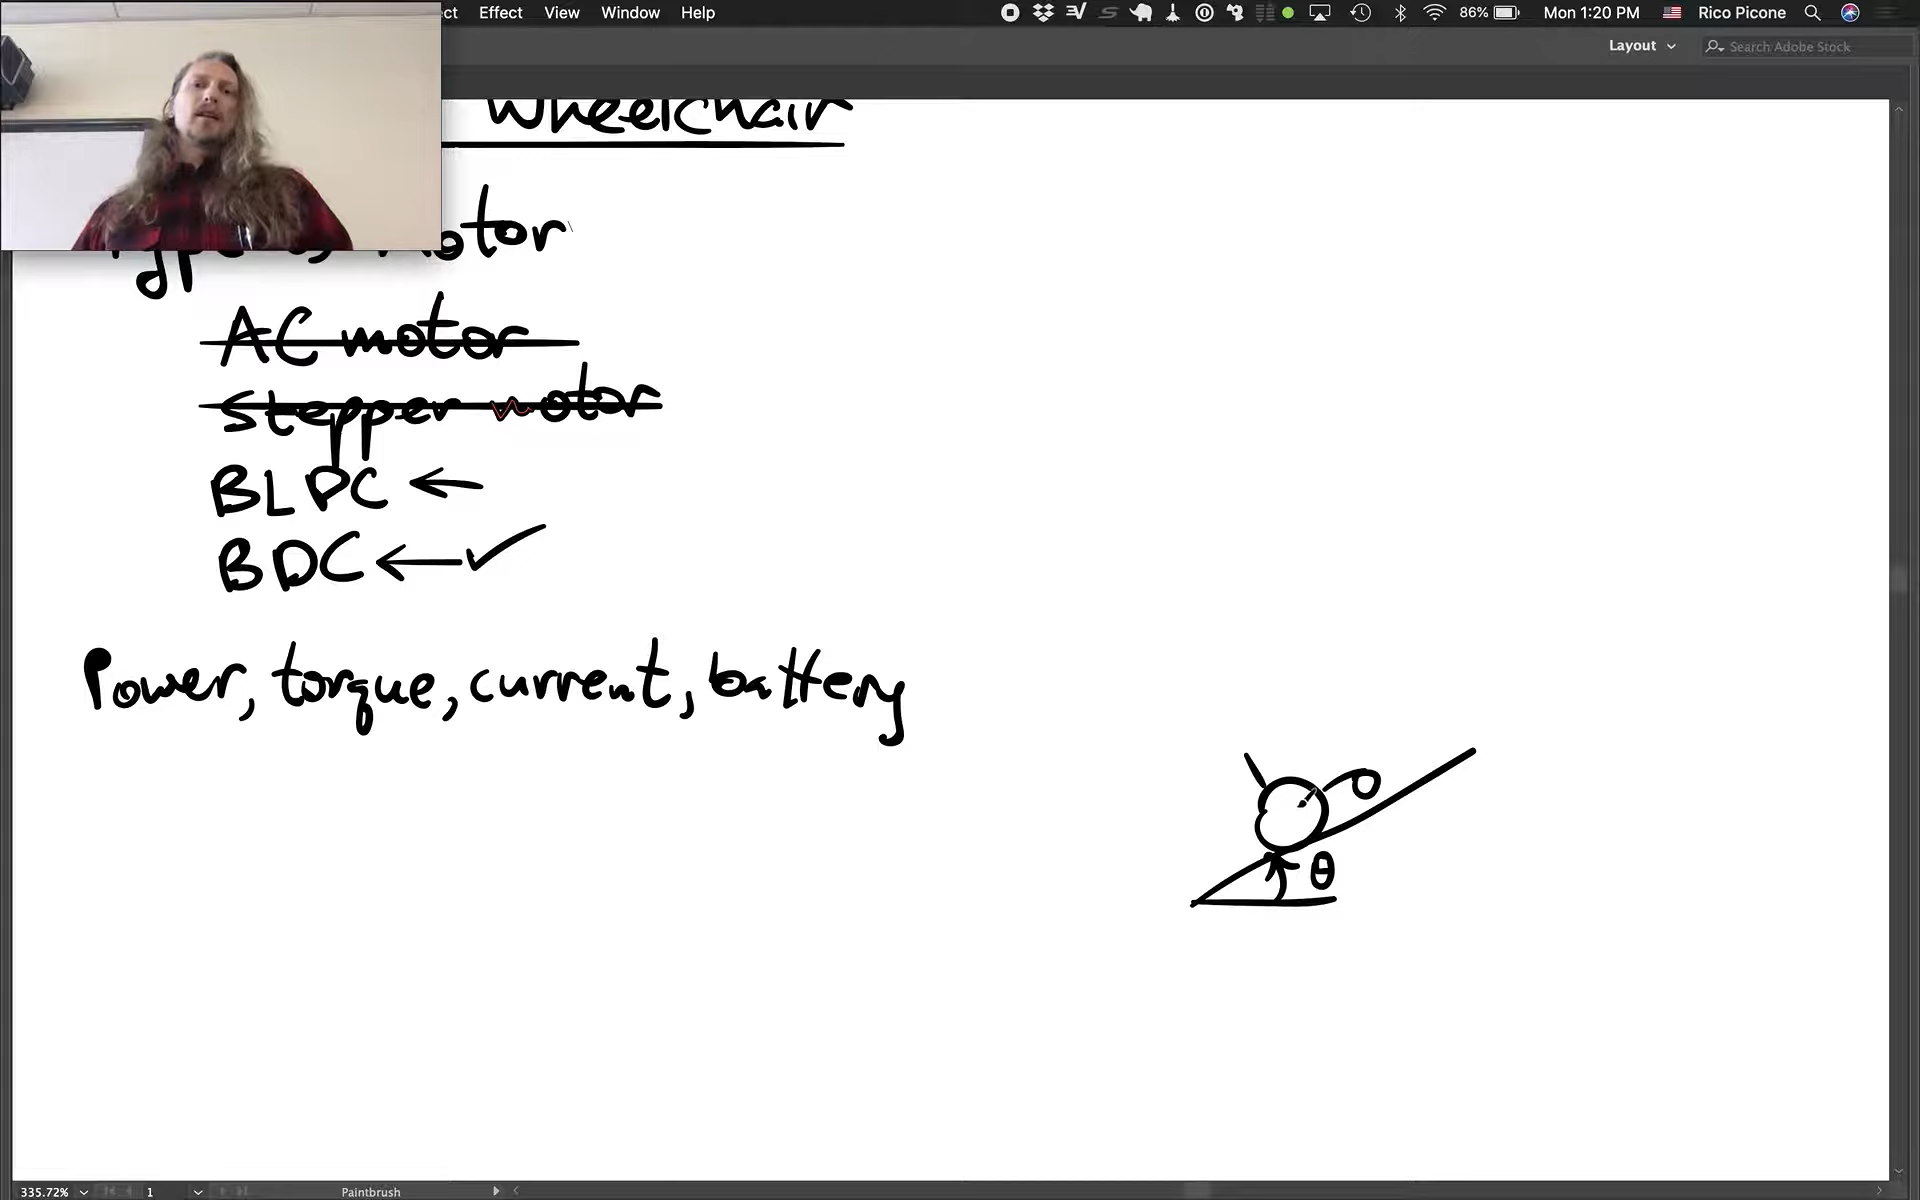 ct Effect View Window Help 86% Mon 1:20 PM Rico Picone
Layout Search Adobe Stock
wheelchair
motor
AC motor
stepper motor
BLDC ←
BDC ← ✓
Power, torque, current, battery
θ
335.72% 1 Paintbrush